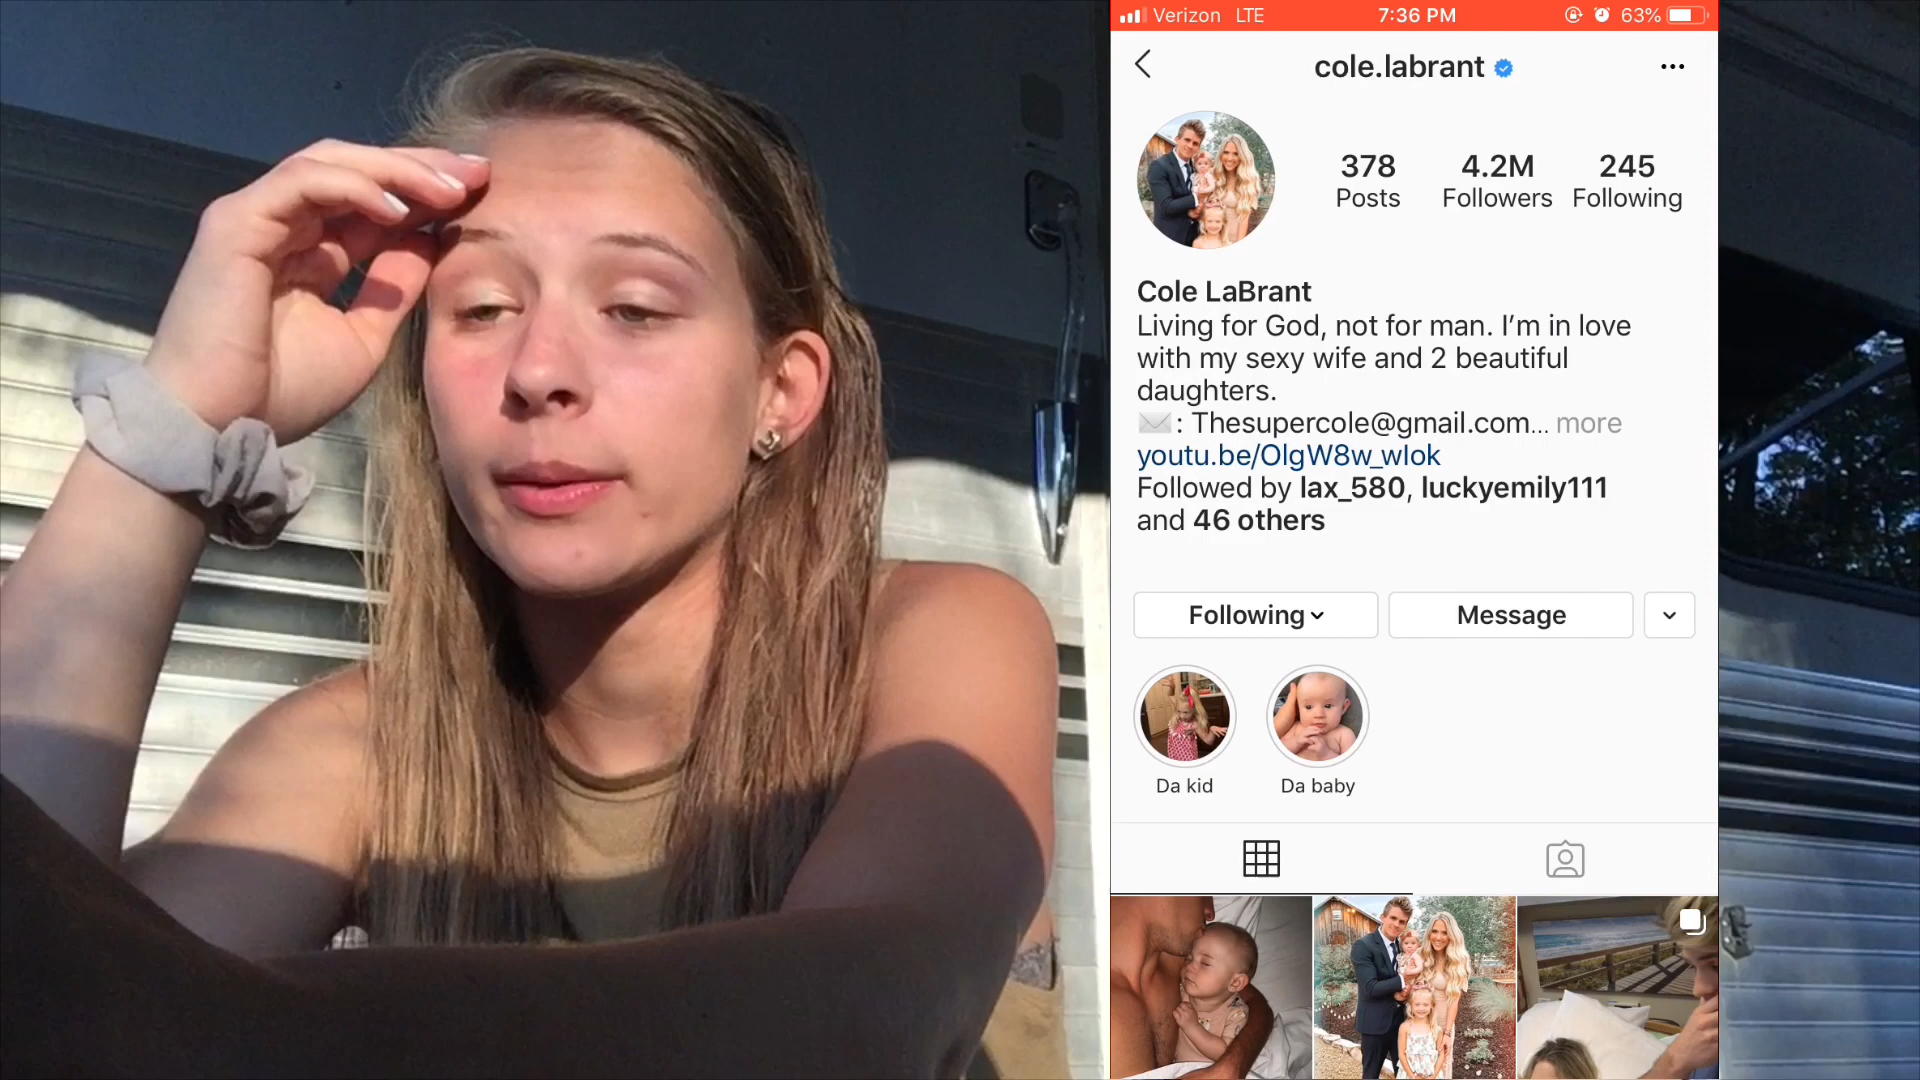 Verizon LTE 7:36 PM 63%
cole.labrant
378 4.2M 245
Posts Followers Following
Cole LaBrant
Living for God, not for man. I’m in love
with my sexy wife and 2 beautiful
daughters.
: Thesupercole@gmail.com... more
youtu.be/OlgW8w_wlok
Followed by lax_580, luckyemily111
and 46 others
Following Message
Da kid Da baby